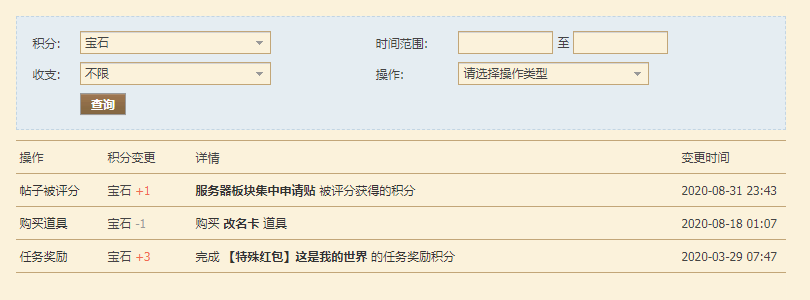 积分: 宝石 时间范围: 至
收支: 不限 操作: 请选择操作类型
查询
操作 积分变更 详情 变更时间
帖子被评分 宝石 +1 服务器板块集中申请贴 被评分获得的积分 2020-08-31 23:43
购买道具 宝石 -1 购买 改名卡 道具 2020-08-18 01:07
任务奖励 宝石 +3 完成 【特殊红包】这是我的世界 的任务奖励积分 2020-03-29 07:47